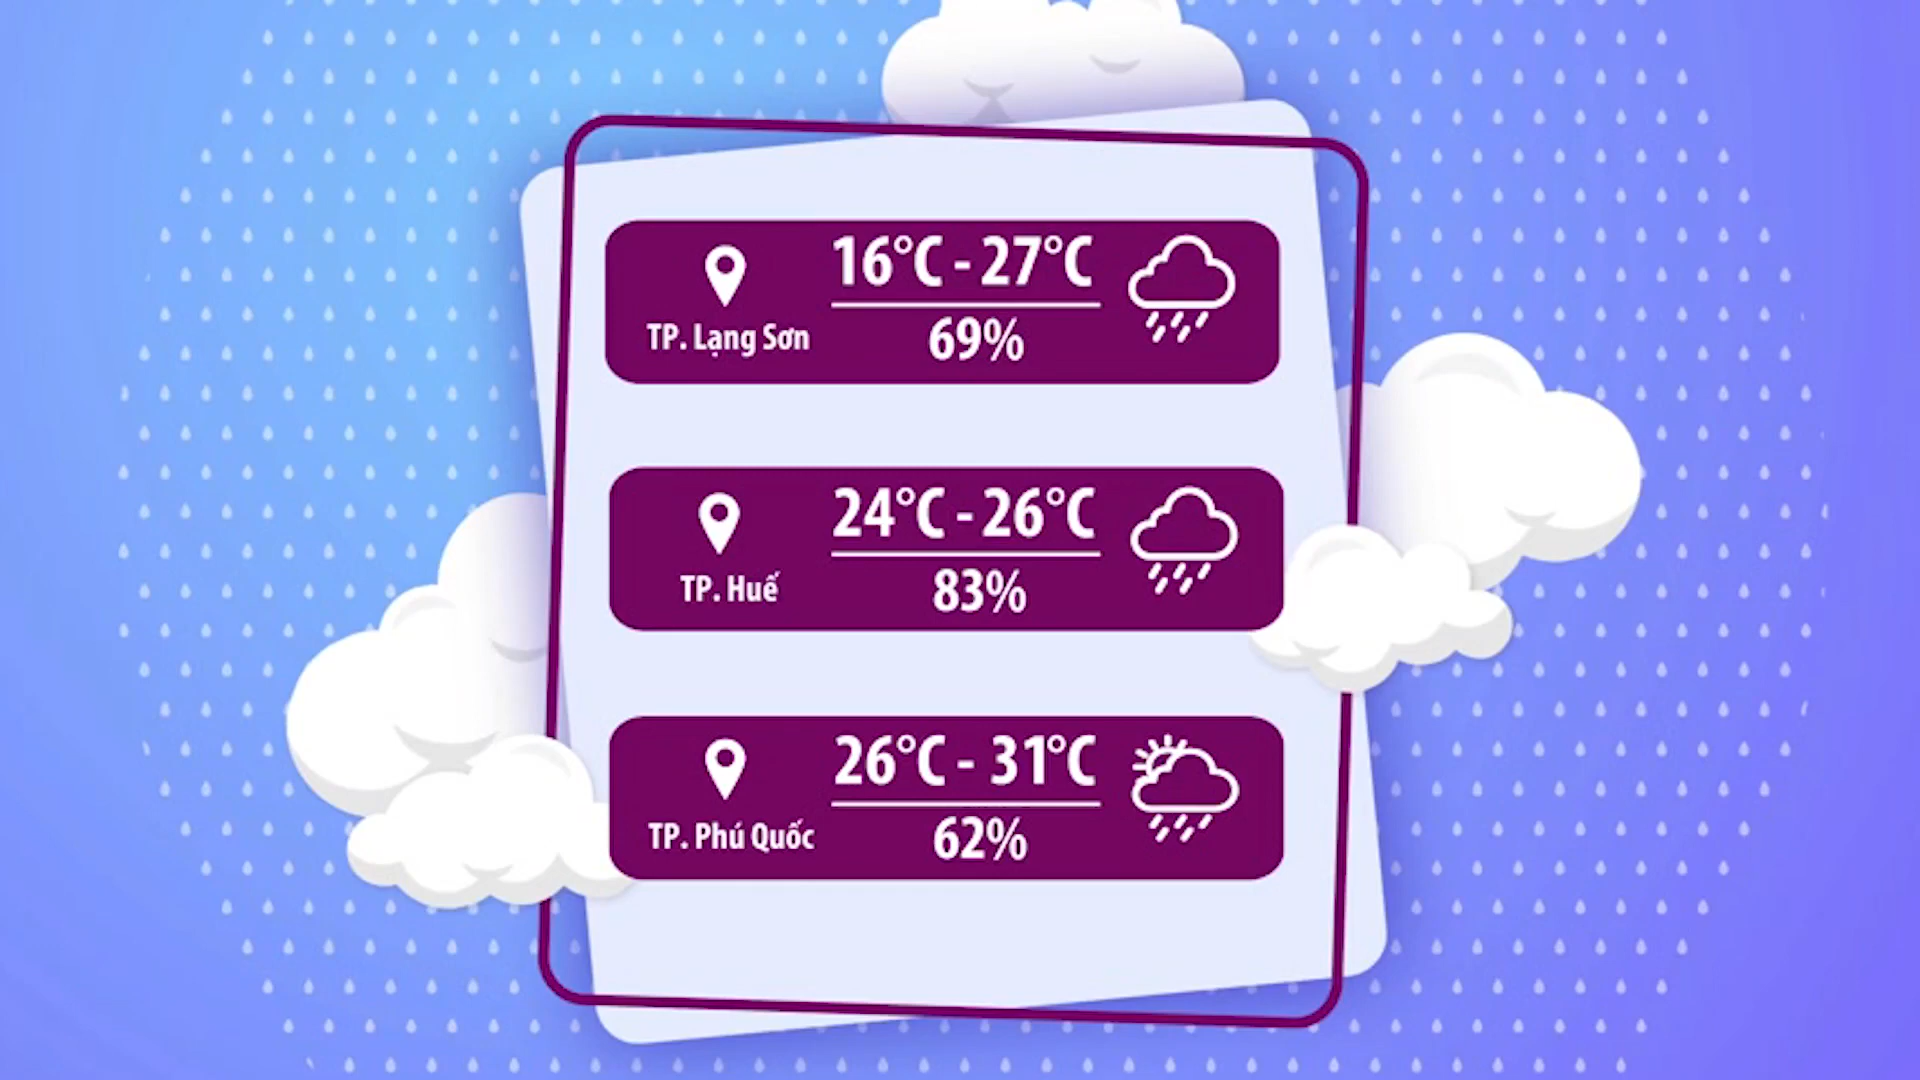 16°C - 27°C
TP. Lạng Sơn
69%
24°C - 26°C
TP. Huế
83%
26°C - 31°C
TP. Phú Quốc
62%